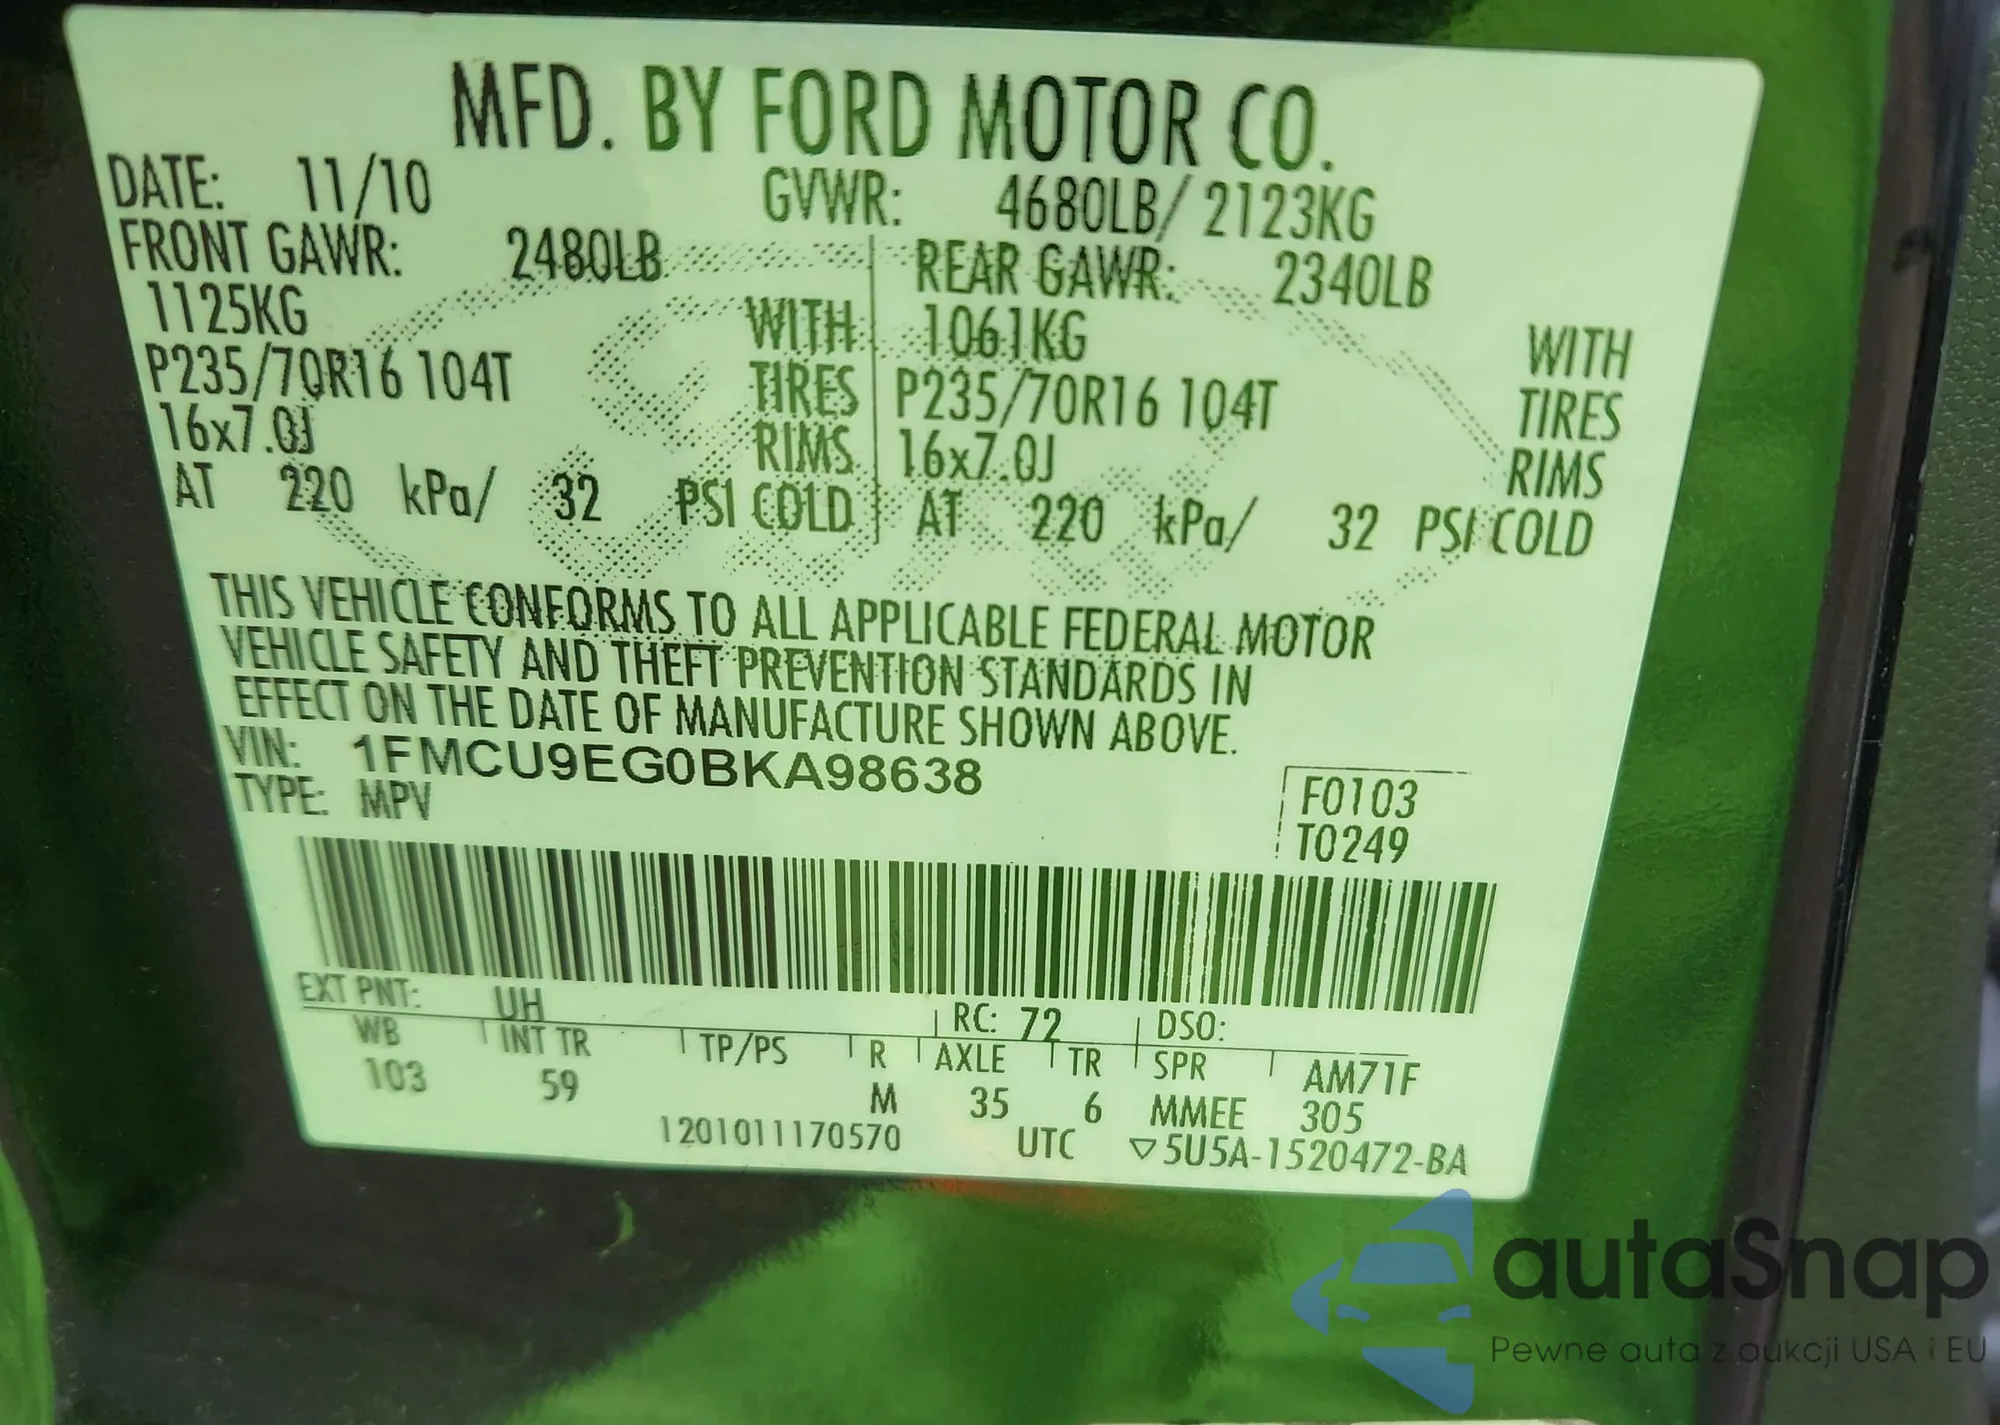 MFD. BY FORD MOTOR CO.
DATE: 11/10 GVWR: 4680LB/ 2123KG
FRONT GAWR: 2480LB REAR GAWR: 2340LB
1125KG WITH 1061KG WITH
P235/70R16 104T TIRES P235/70R16 104T TIRES
16x7.0J RIMS 16x7.0J RIMS
AT 220 kPa/ 32 PSI COLD AT 220 kPa/ 32 PSI COLD
THIS VEHICLE CONFORMS TO ALL APPLICABLE FEDERAL MOTOR
VEHICLE SAFETY AND THEFT PREVENTION STANDARDS IN
EFFECT ON THE DATE OF MANUFACTURE SHOWN ABOVE.
VIN: 1FMCU9EG0BKA98638
TYPE: MPV
F0103
T0249
EXT PNT: UH RC: 72 DSO:
WB INT TR TP/PS R AXLE TR SPR AM71F
103 59 M 35 6 MMEE 305
1201011170570 UTC ▽5U5A-1520472-BA
autaSnap
Pewne auta z aukcji USA i EU